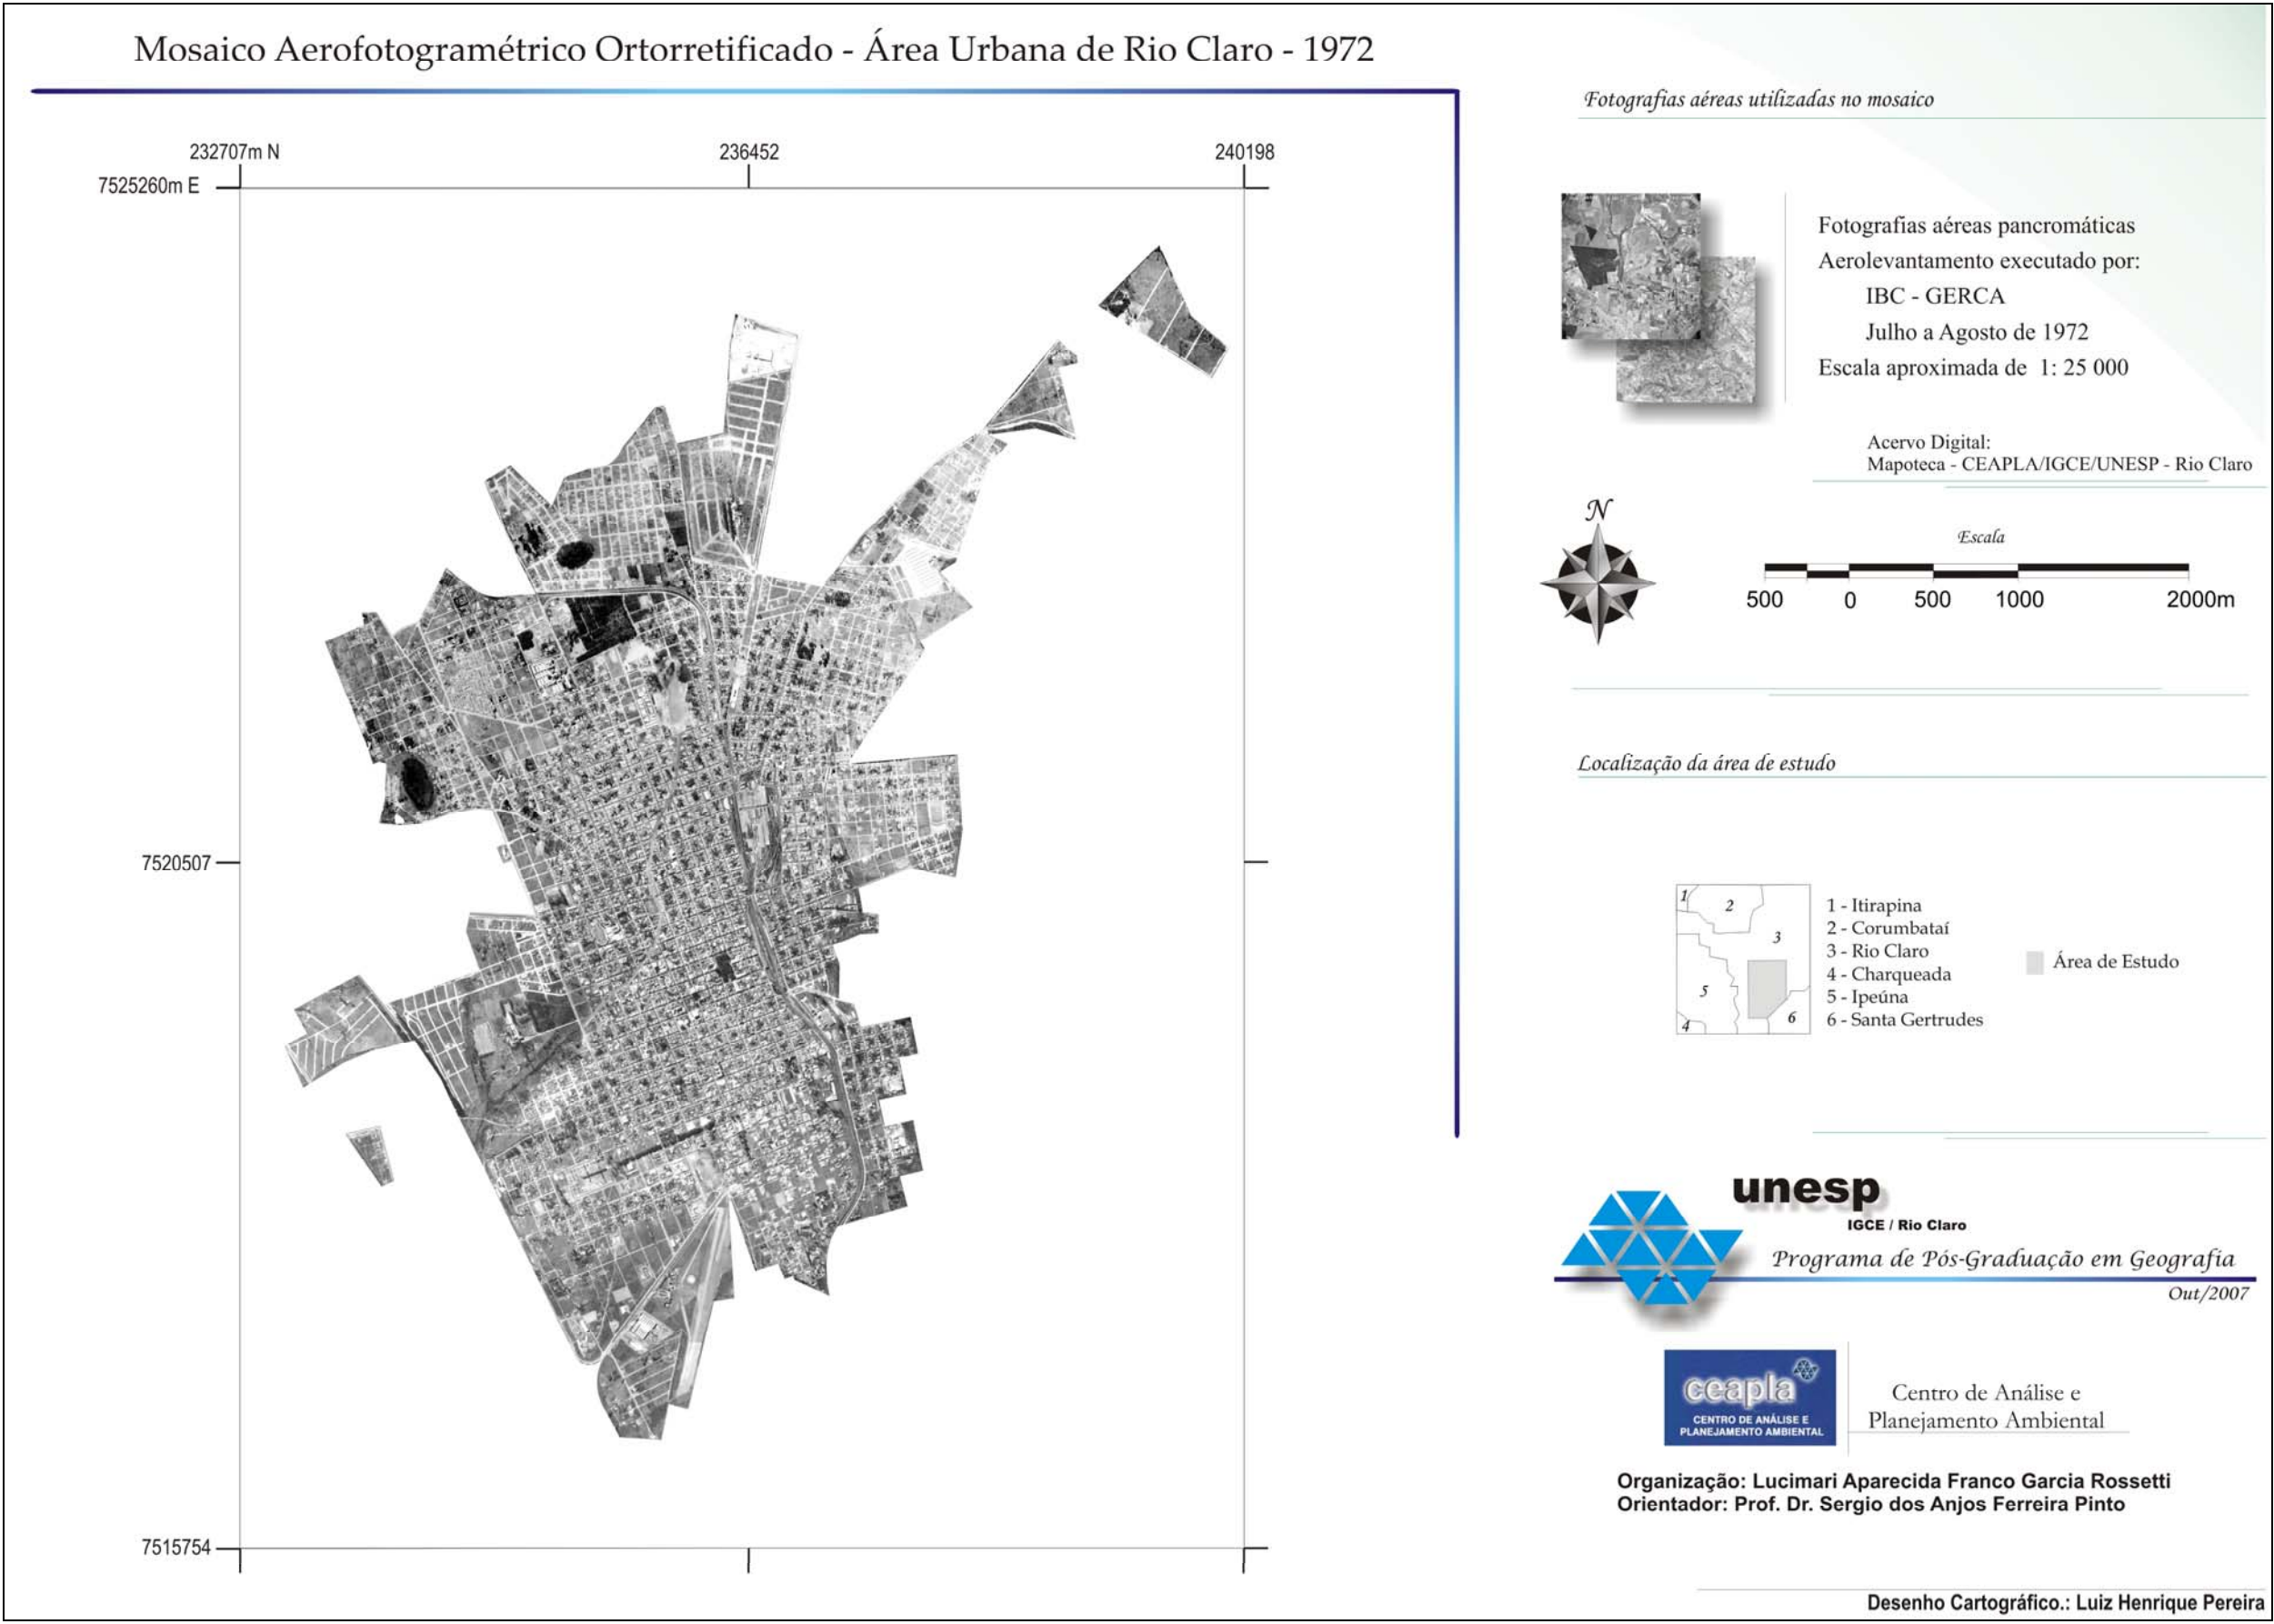 Mosaico Aerofotogramétrico Ortorretificado - Área Urbana de Rio Claro - 1972
232707m N
236452
240198
7525260m E
7520507
7515754
Fotografias aéreas utilizadas no mosaico
Fotografias aéreas pancromáticas
Aerolevantamento executado por:
IBC - GERCA
Julho a Agosto de 1972
Escala aproximada de 1: 25 000
Acervo Digital:
Mapoteca - CEAPLA/IGCE/UNESP - Rio Claro
N
Escala
500 0 500 1000 2000m
Localização da área de estudo
1
2
3
5
6
4
1 - Itirapina
2 - Corumbataí
3 - Rio Claro
4 - Charqueada
5 - Ipeúna
6 - Santa Gertrudes
Área de Estudo
unesp
IGCE / Rio Claro
Programa de Pós-Graduação em Geografia
Out/2007
ceapla
CENTRO DE ANÁLISE E
PLANEJAMENTO AMBIENTAL
Centro de Análise e
Planejamento Ambiental
Organização: Lucimari Aparecida Franco Garcia Rossetti
Orientador: Prof. Dr. Sergio dos Anjos Ferreira Pinto
Desenho Cartográfico.: Luiz Henrique Pereira